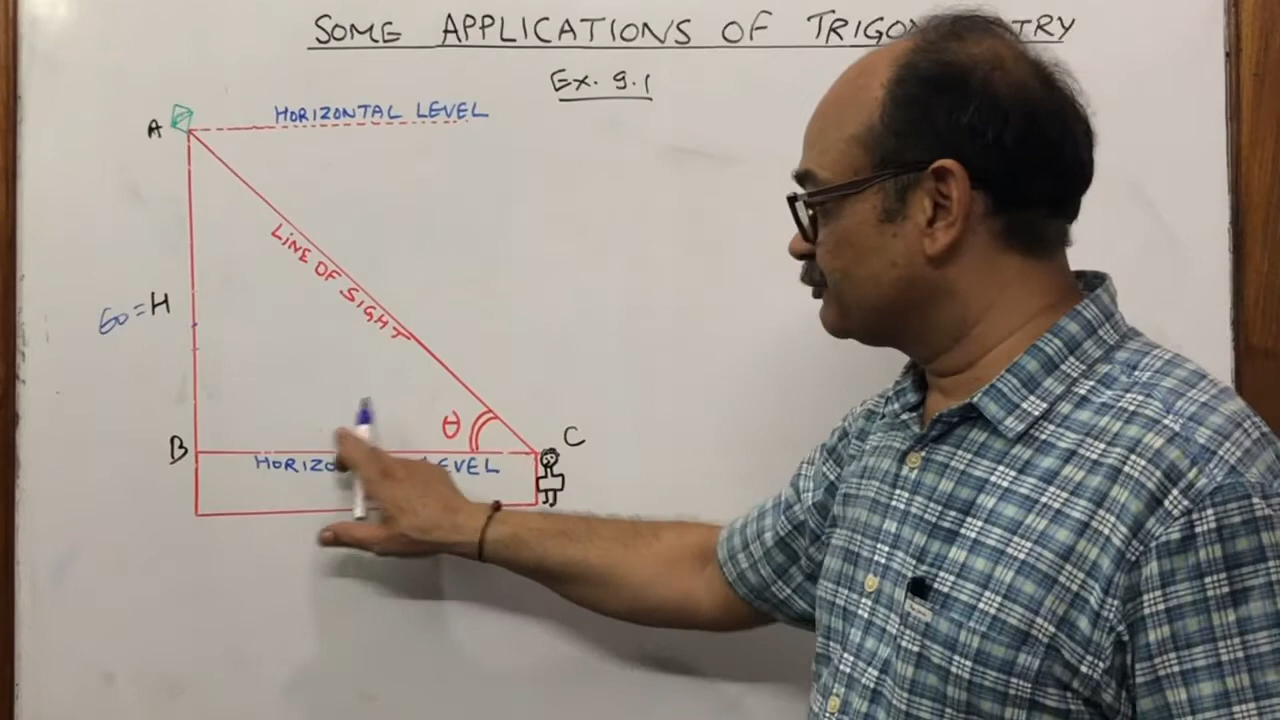 SOME APPLICATIONS OF
Ex. 9.1
HORIZONTAL LEVEL
A
LINE OF SIGHT
60=H
θ
B
C